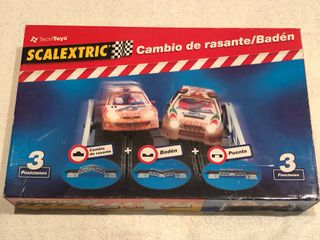 TecniToys
SCALEXTRIC Cambio de rasante/Badén
3
Posiciones
Cambio
de rasante
+
Badén
+
Puente
3
Funciones